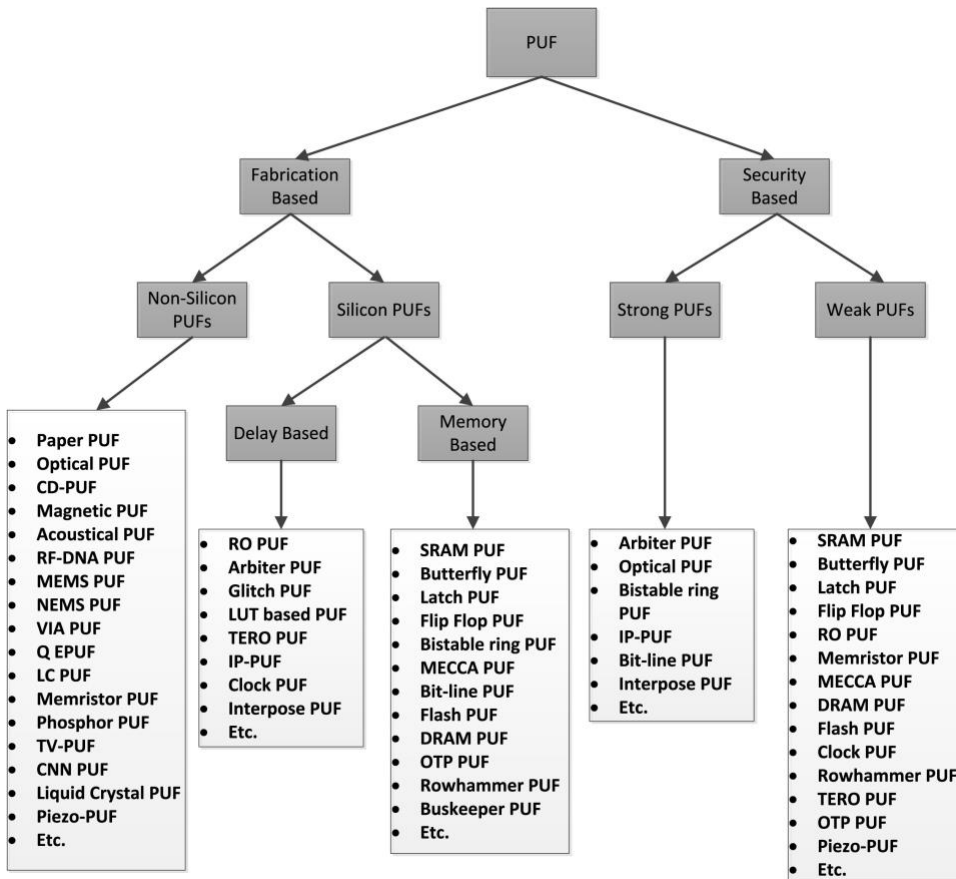 PUF
Fabrication
Based
Security
Based
Non-Silicon
PUFs
Silicon PUFs
Strong PUFs
Weak PUFs
Delay Based
Memory
Based
• Paper PUF
• Optical PUF
• CD-PUF
• Magnetic PUF
• Acoustical PUF
• RF-DNA PUF
• MEMS PUF
• NEMS PUF
• VIA PUF
• Q EPUF
• LC PUF
• Memristor PUF
• Phosphor PUF
• TV-PUF
• CNN PUF
• Liquid Crystal PUF
• Piezo-PUF
• Etc.
• RO PUF
• Arbiter PUF
• Glitch PUF
• LUT based PUF
• TERO PUF
• IP-PUF
• Clock PUF
• Interpose PUF
• Etc.
• SRAM PUF
• Butterfly PUF
• Latch PUF
• Flip Flop PUF
• Bistable ring PUF
• MECCA PUF
• Bit-line PUF
• Flash PUF
• DRAM PUF
• OTP PUF
• Rowhammer PUF
• Buskeeper PUF
• Etc.
• Arbiter PUF
• Optical PUF
• Bistable ring
PUF
• IP-PUF
• Bit-line PUF
• Interpose PUF
• Etc.
• SRAM PUF
• Butterfly PUF
• Latch PUF
• Flip Flop PUF
• RO PUF
• Memristor PUF
• MECCA PUF
• DRAM PUF
• Flash PUF
• Clock PUF
• Rowhammer PUF
• TERO PUF
• OTP PUF
• Piezo-PUF
• Etc.